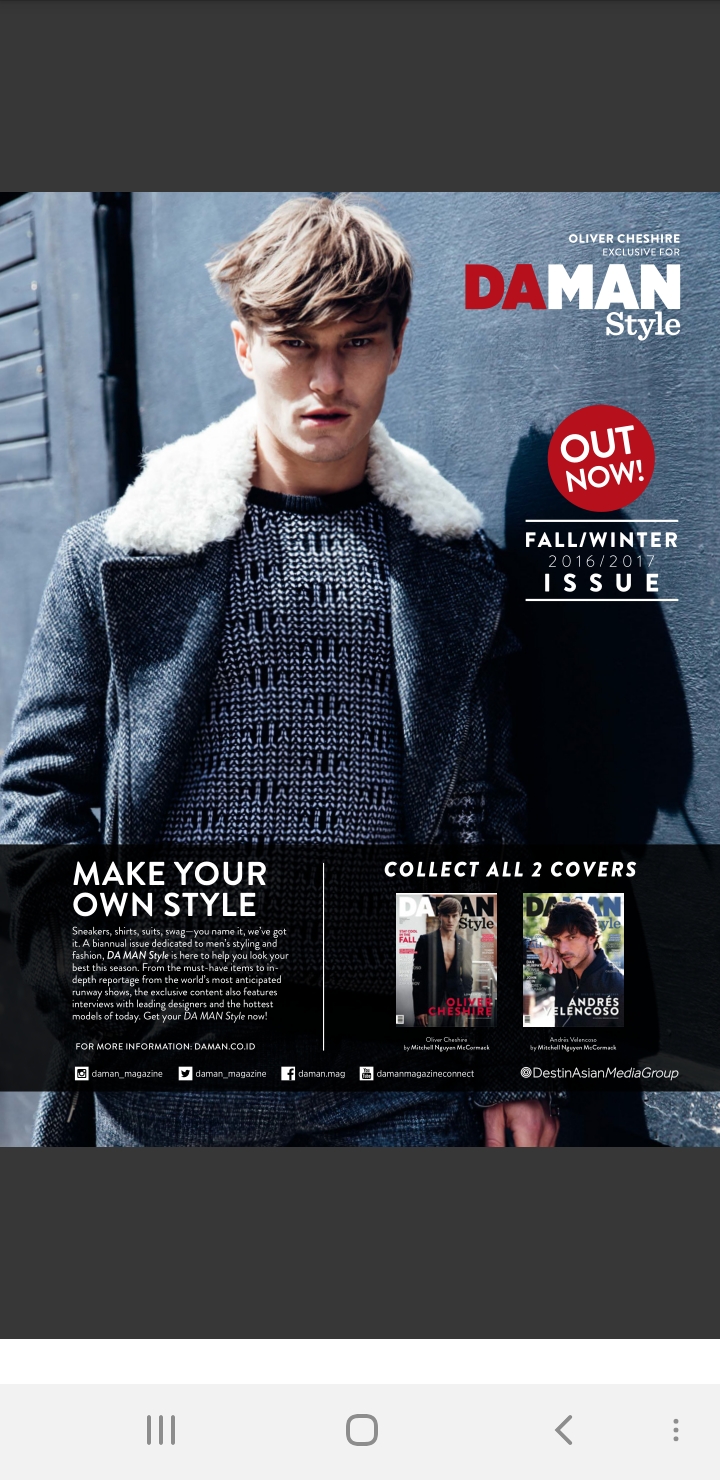 OLIVER CHESHIRE
EXCLUSIVE FOR
DAMAN
Style
OUT
NOW!
FALL/WINTER
2016/2017
ISSUE
MAKE YOUR
OWN STYLE
Sneakers, shirts, suits, swag—you name it, we've got
it. A biannual issue dedicated to men's styling and
fashion, DA MAN Style is here to help you look your
best this season. From the must-have items to in-
depth reportage from the world's most anticipated
runway shows, the exclusive content also features
interviews with leading designers and the hottest
models of today. Get your DA MAN Style now!
FOR MORE INFORMATION: DAMAN.CO.ID
COLLECT ALL 2 COVERS
DAMAN
Style
FALL
OLIVER
CHESHIRE
DAMAN
Style
ANDRÉS
VELENCOSO
Oliver Cheshire
by Mitchell Nguyen McCormack
Andrés Velencoso
by Mitchell Nguyen McCormack
daman_magazine
daman_magazine
daman.mag
damanmagazineconnect
DestinAsianMediaGroup